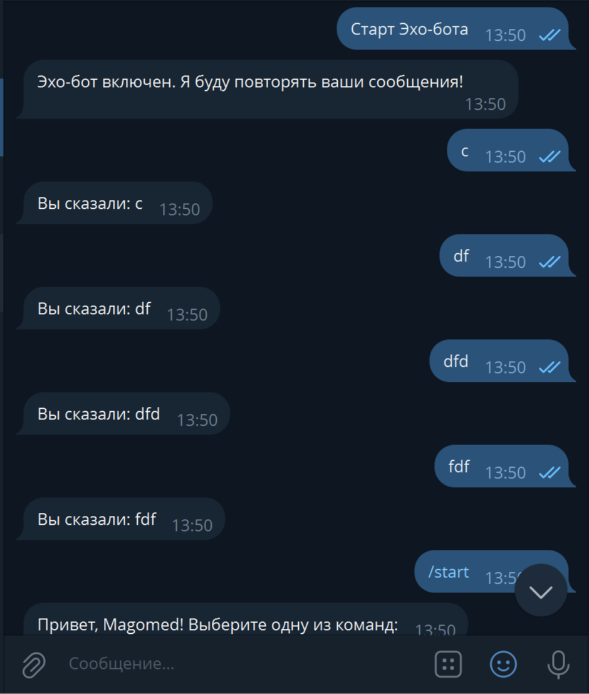 Старт Эхо-бота 13:50
Эхо-бот включен. Я буду повторять ваши сообщения!
13:50
с 13:50
Вы сказали: с 13:50
df 13:50
Вы сказали: df 13:50
dfd 13:50
Вы сказали: dfd 13:50
fdf 13:50
Вы сказали: fdf 13:50
/start 13:5
Привет, Magomed! Выберите одну из команд: 13:50
Сообщение...